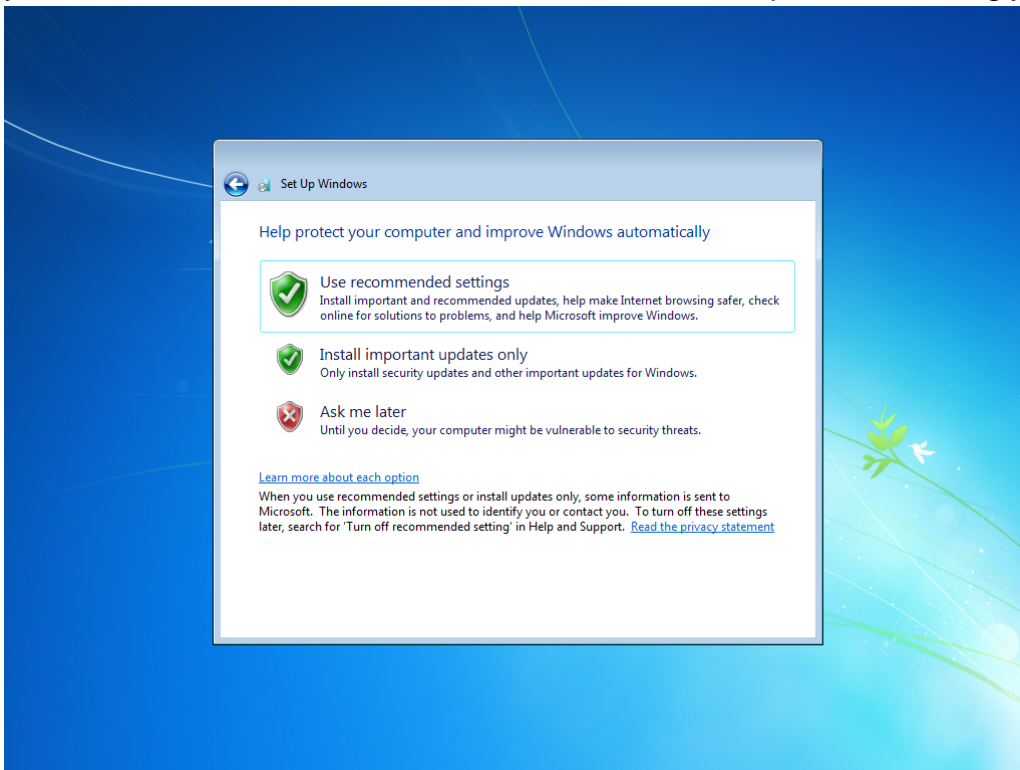 Set Up Windows
Help protect your computer and improve Windows automatically
Use recommended settings
Install important and recommended updates, help make Internet browsing safer, check
online for solutions to problems, and help Microsoft improve Windows.
Install important updates only
Only install security updates and other important updates for Windows.
Ask me later
Until you decide, your computer might be vulnerable to security threats.
Learn more about each option
When you use recommended settings or install updates only, some information is sent to
Microsoft. The information is not used to identify you or contact you. To turn off these settings
later, search for 'Turn off recommended setting' in Help and Support. Read the privacy statement